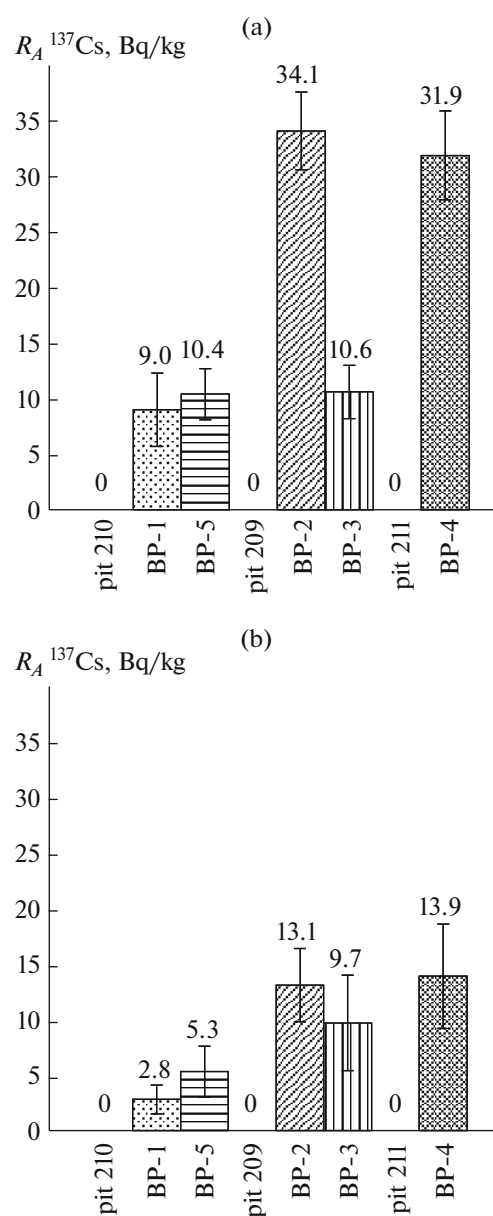 (a)
R_A ¹³⁷Cs, Bq/kg
35
30
25
20
15
10
5
0
0
9.0
10.4
0
34.1
10.6
0
31.9
pit 210
BP-1
BP-5
pit 209
BP-2
BP-3
pit 211
BP-4
(b)
R_A ¹³⁷Cs, Bq/kg
35
30
25
20
15
10
5
0
0
2.8
5.3
0
13.1
9.7
0
13.9
pit 210
BP-1
BP-5
pit 209
BP-2
BP-3
pit 211
BP-4